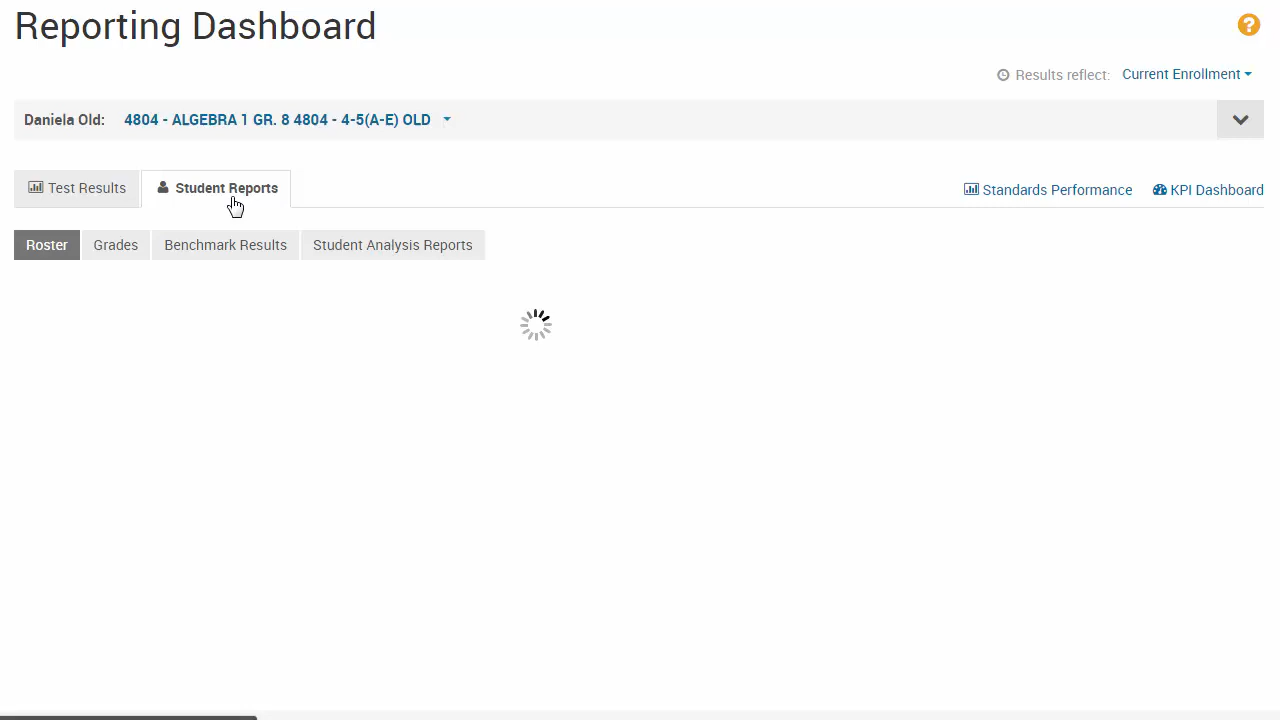 Reporting Dashboard
?
Results reflect: Current Enrollment
Daniela Old: 4804 - ALGEBRA 1 GR. 8 4804 - 4-5(A-E) OLD
Test Results Student Reports Standards Performance KPI Dashboard
Roster Grades Benchmark Results Student Analysis Reports